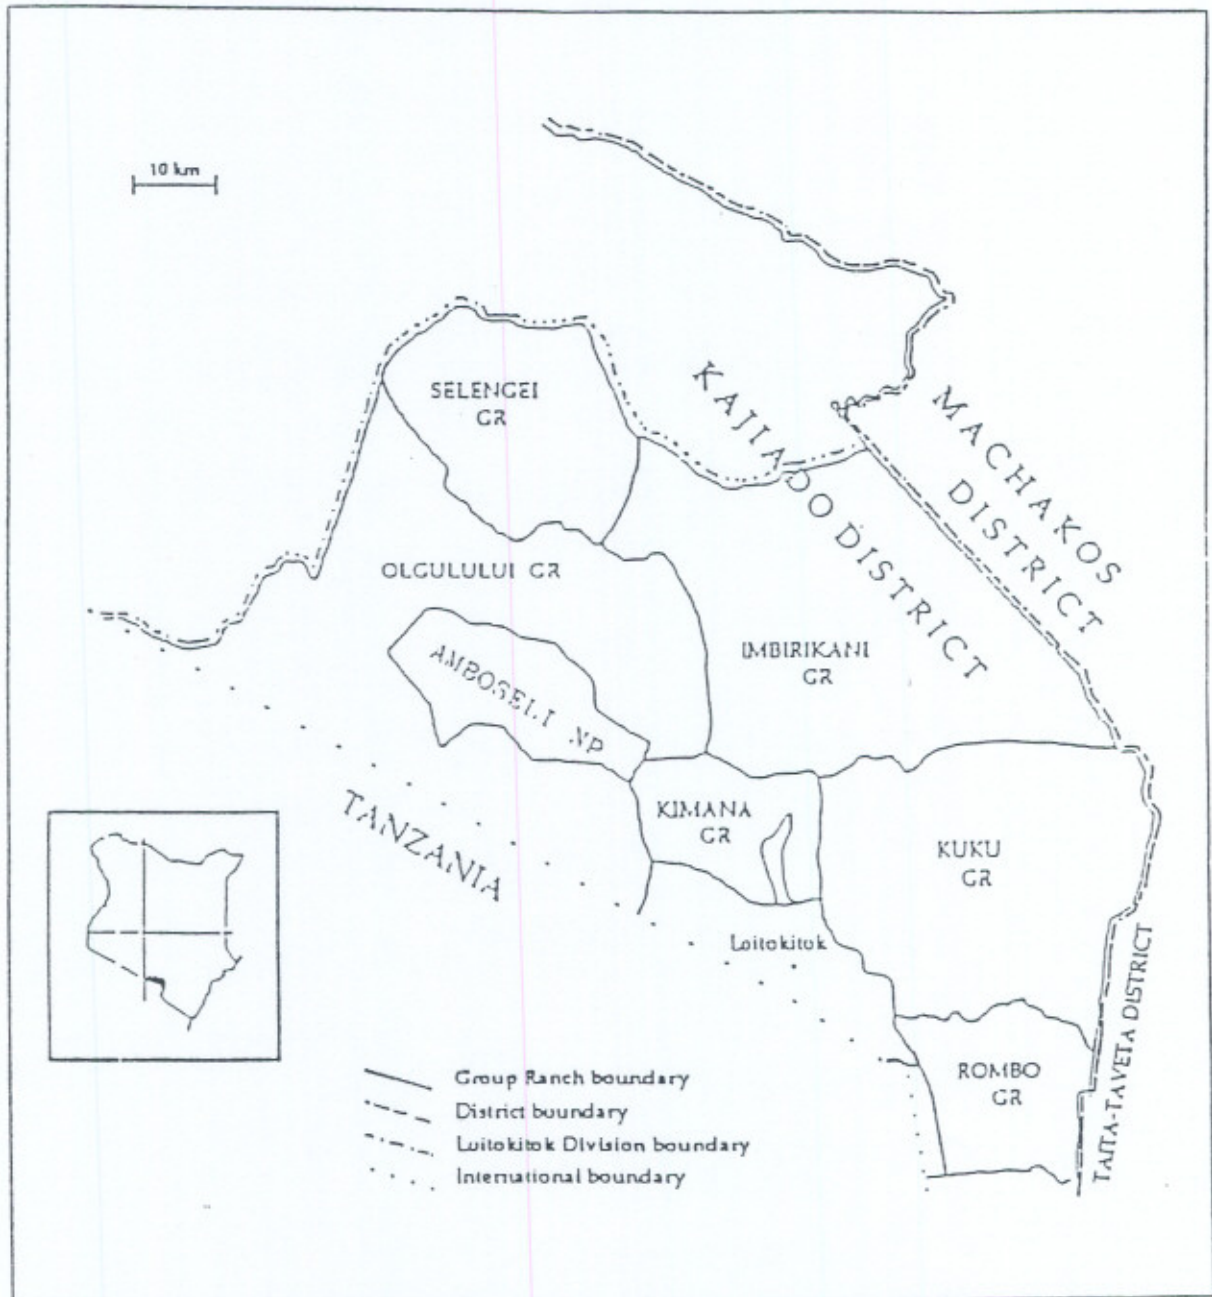 10 km
SELENGEI
GR
KAJIADO DISTRICT
MACHAKOS
DISTRICT
OLGULULUI GR
AMBOSELI NP
IMBIRIKANI
GR
TANZANIA
KIMANA
GR
KUKU
GR
Loitokitok
ROMBO
GR
TAITA-TAVETA DISTRICT
Group Ranch boundary
District boundary
Loitokitok Division boundary
International boundary